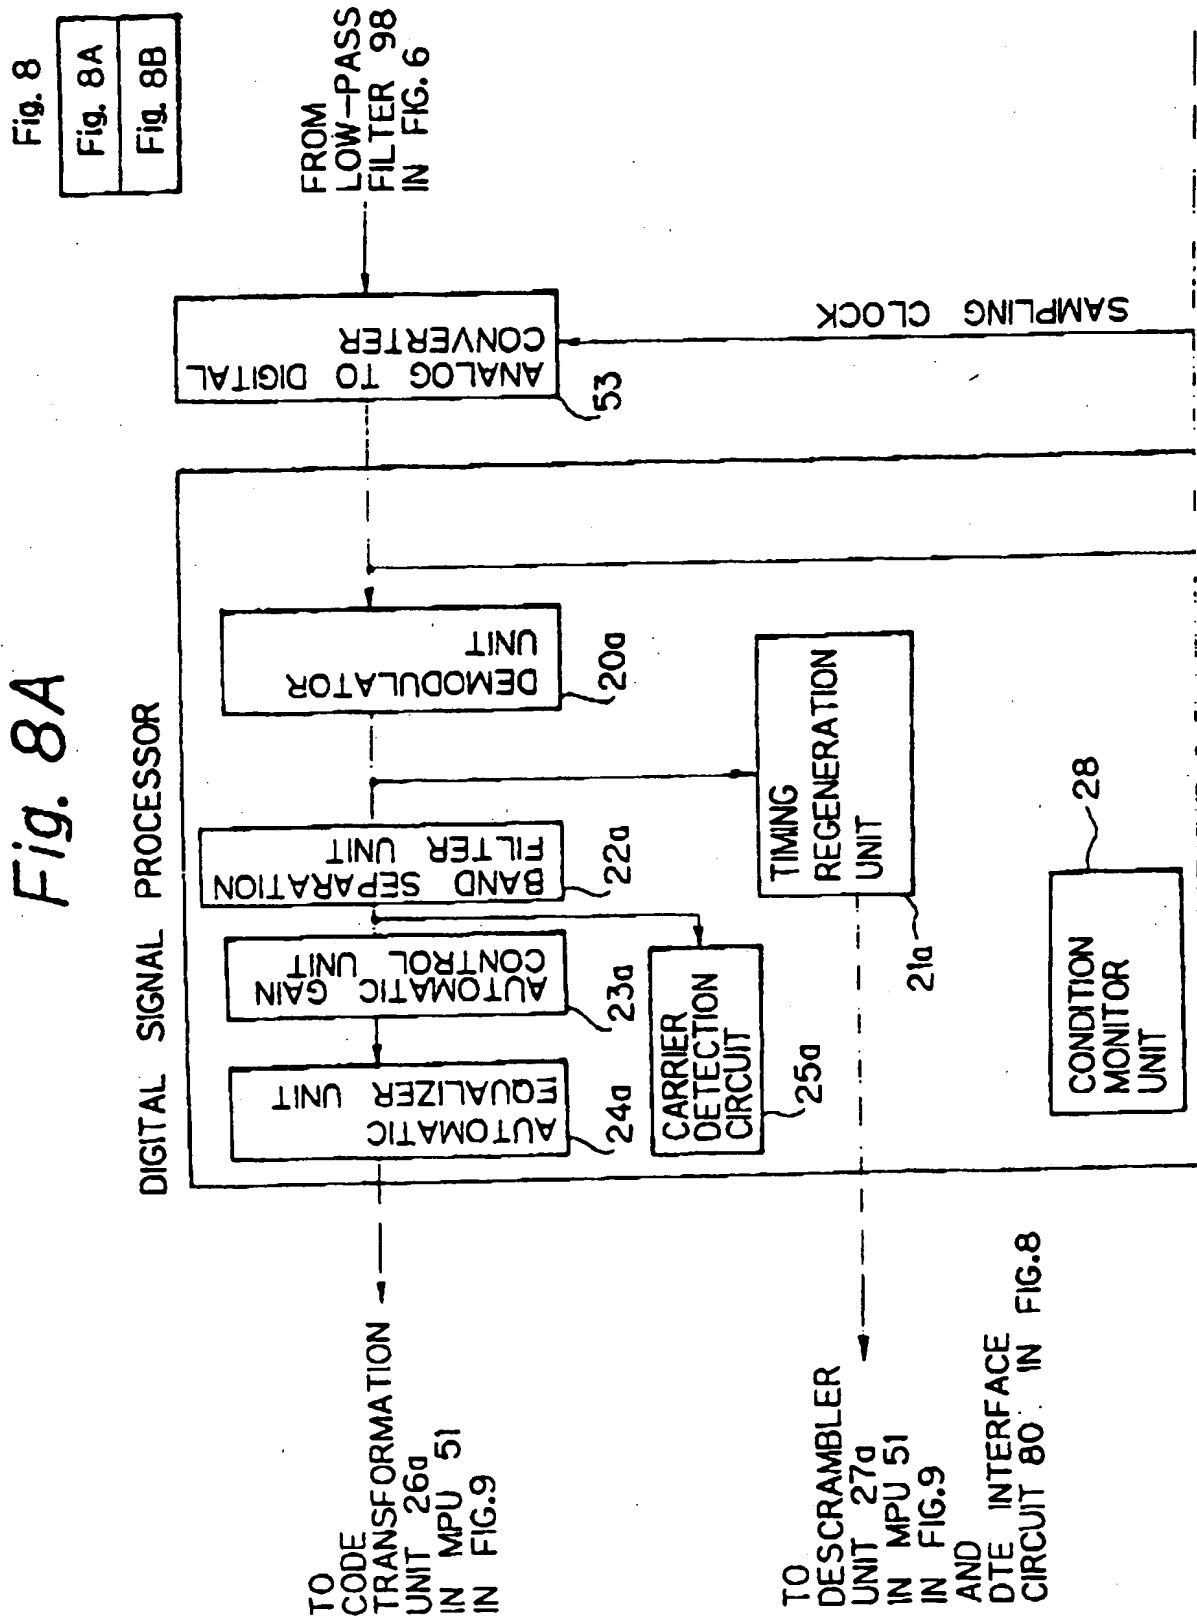 Fig. 8
Fig. 8A
Fig. 8B
Fig. 8A
FROM
LOW-PASS
FILTER 98
IN FIG. 6
ANALOG TO DIGITAL
CONVERTER
53
SAMPLING CLOCK
DIGITAL SIGNAL PROCESSOR
DEMODULATOR
UNIT
20a
BAND SEPARATION
FILTER UNIT
22a
AUTOMATIC GAIN
CONTROL UNIT
23a
AUTOMATIC
EQUALIZER UNIT
24a
CARRIER
DETECTION
CIRCUIT
25a
TIMING
REGENERATION
UNIT
21a
CONDITION
MONITOR
UNIT
28
TO
CODE
TRANSFORMATION
UNIT 26a
IN MPU 51
IN FIG.9
TO
DESCRAMBLER
UNIT 27a
IN MPU 51
IN FIG.9
AND
DTE INTERFACE
CIRCUIT 80 IN FIG.8